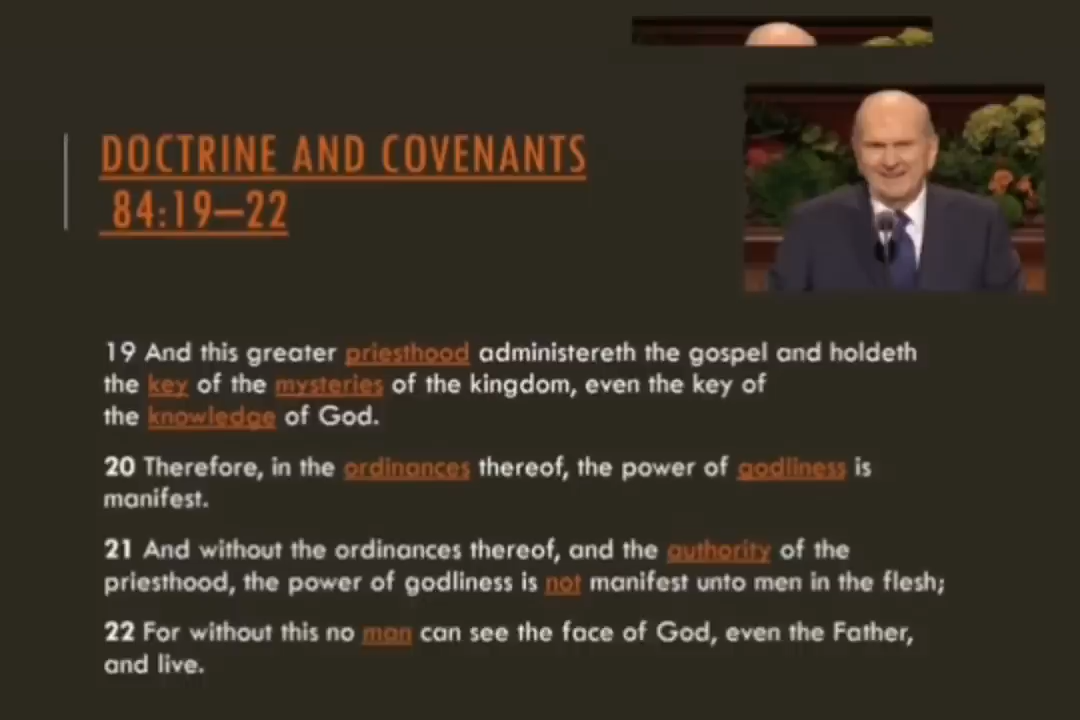 DOCTRINE AND COVENANTS
84:19–22
19 And this greater priesthood administereth the gospel and holdeth
the key of the mysteries of the kingdom, even the key of
the knowledge of God.
20 Therefore, in the ordinances thereof, the power of godliness is
manifest.
21 And without the ordinances thereof, and the authority of the
priesthood, the power of godliness is not manifest unto men in the flesh;
22 For without this no man can see the face of God, even the Father,
and live.